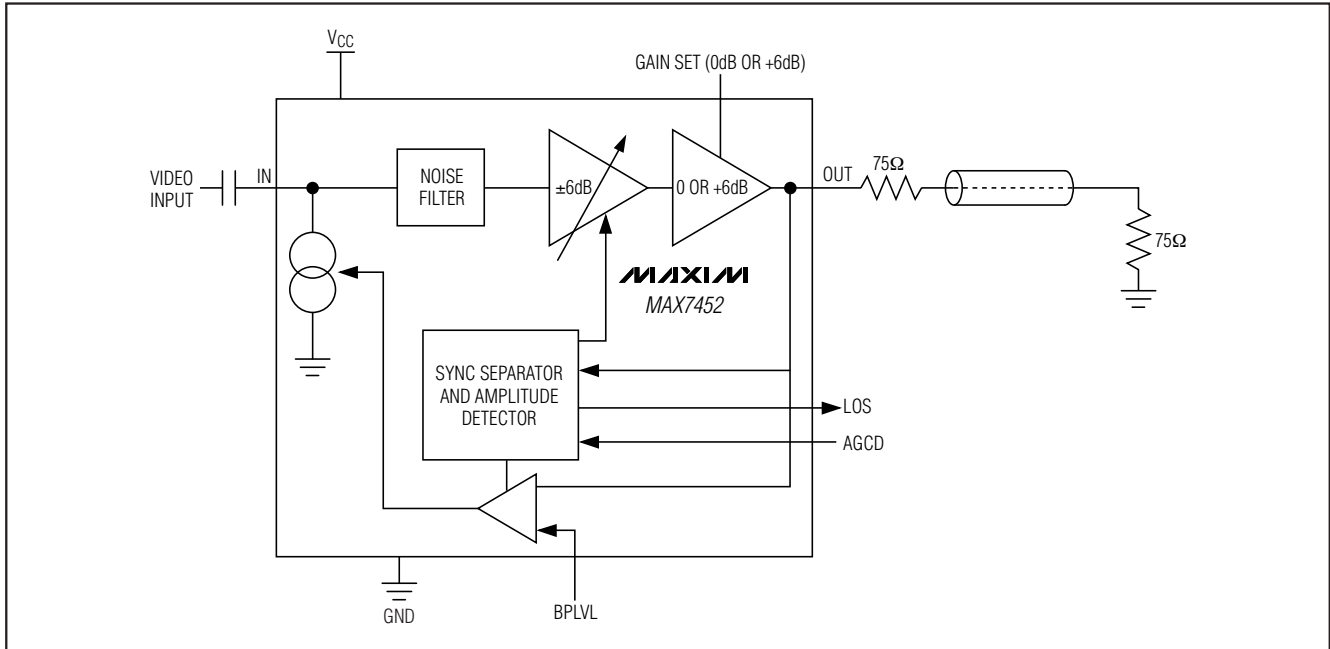 VCC
GAIN SET (0dB OR +6dB)
VIDEO
INPUT
IN
NOISE
FILTER
±6dB
0 OR +6dB
OUT
75Ω
75Ω
MAXIM
MAX7452
SYNC SEPARATOR
AND AMPLITUDE
DETECTOR
LOS
AGCD
GND
BPLVL